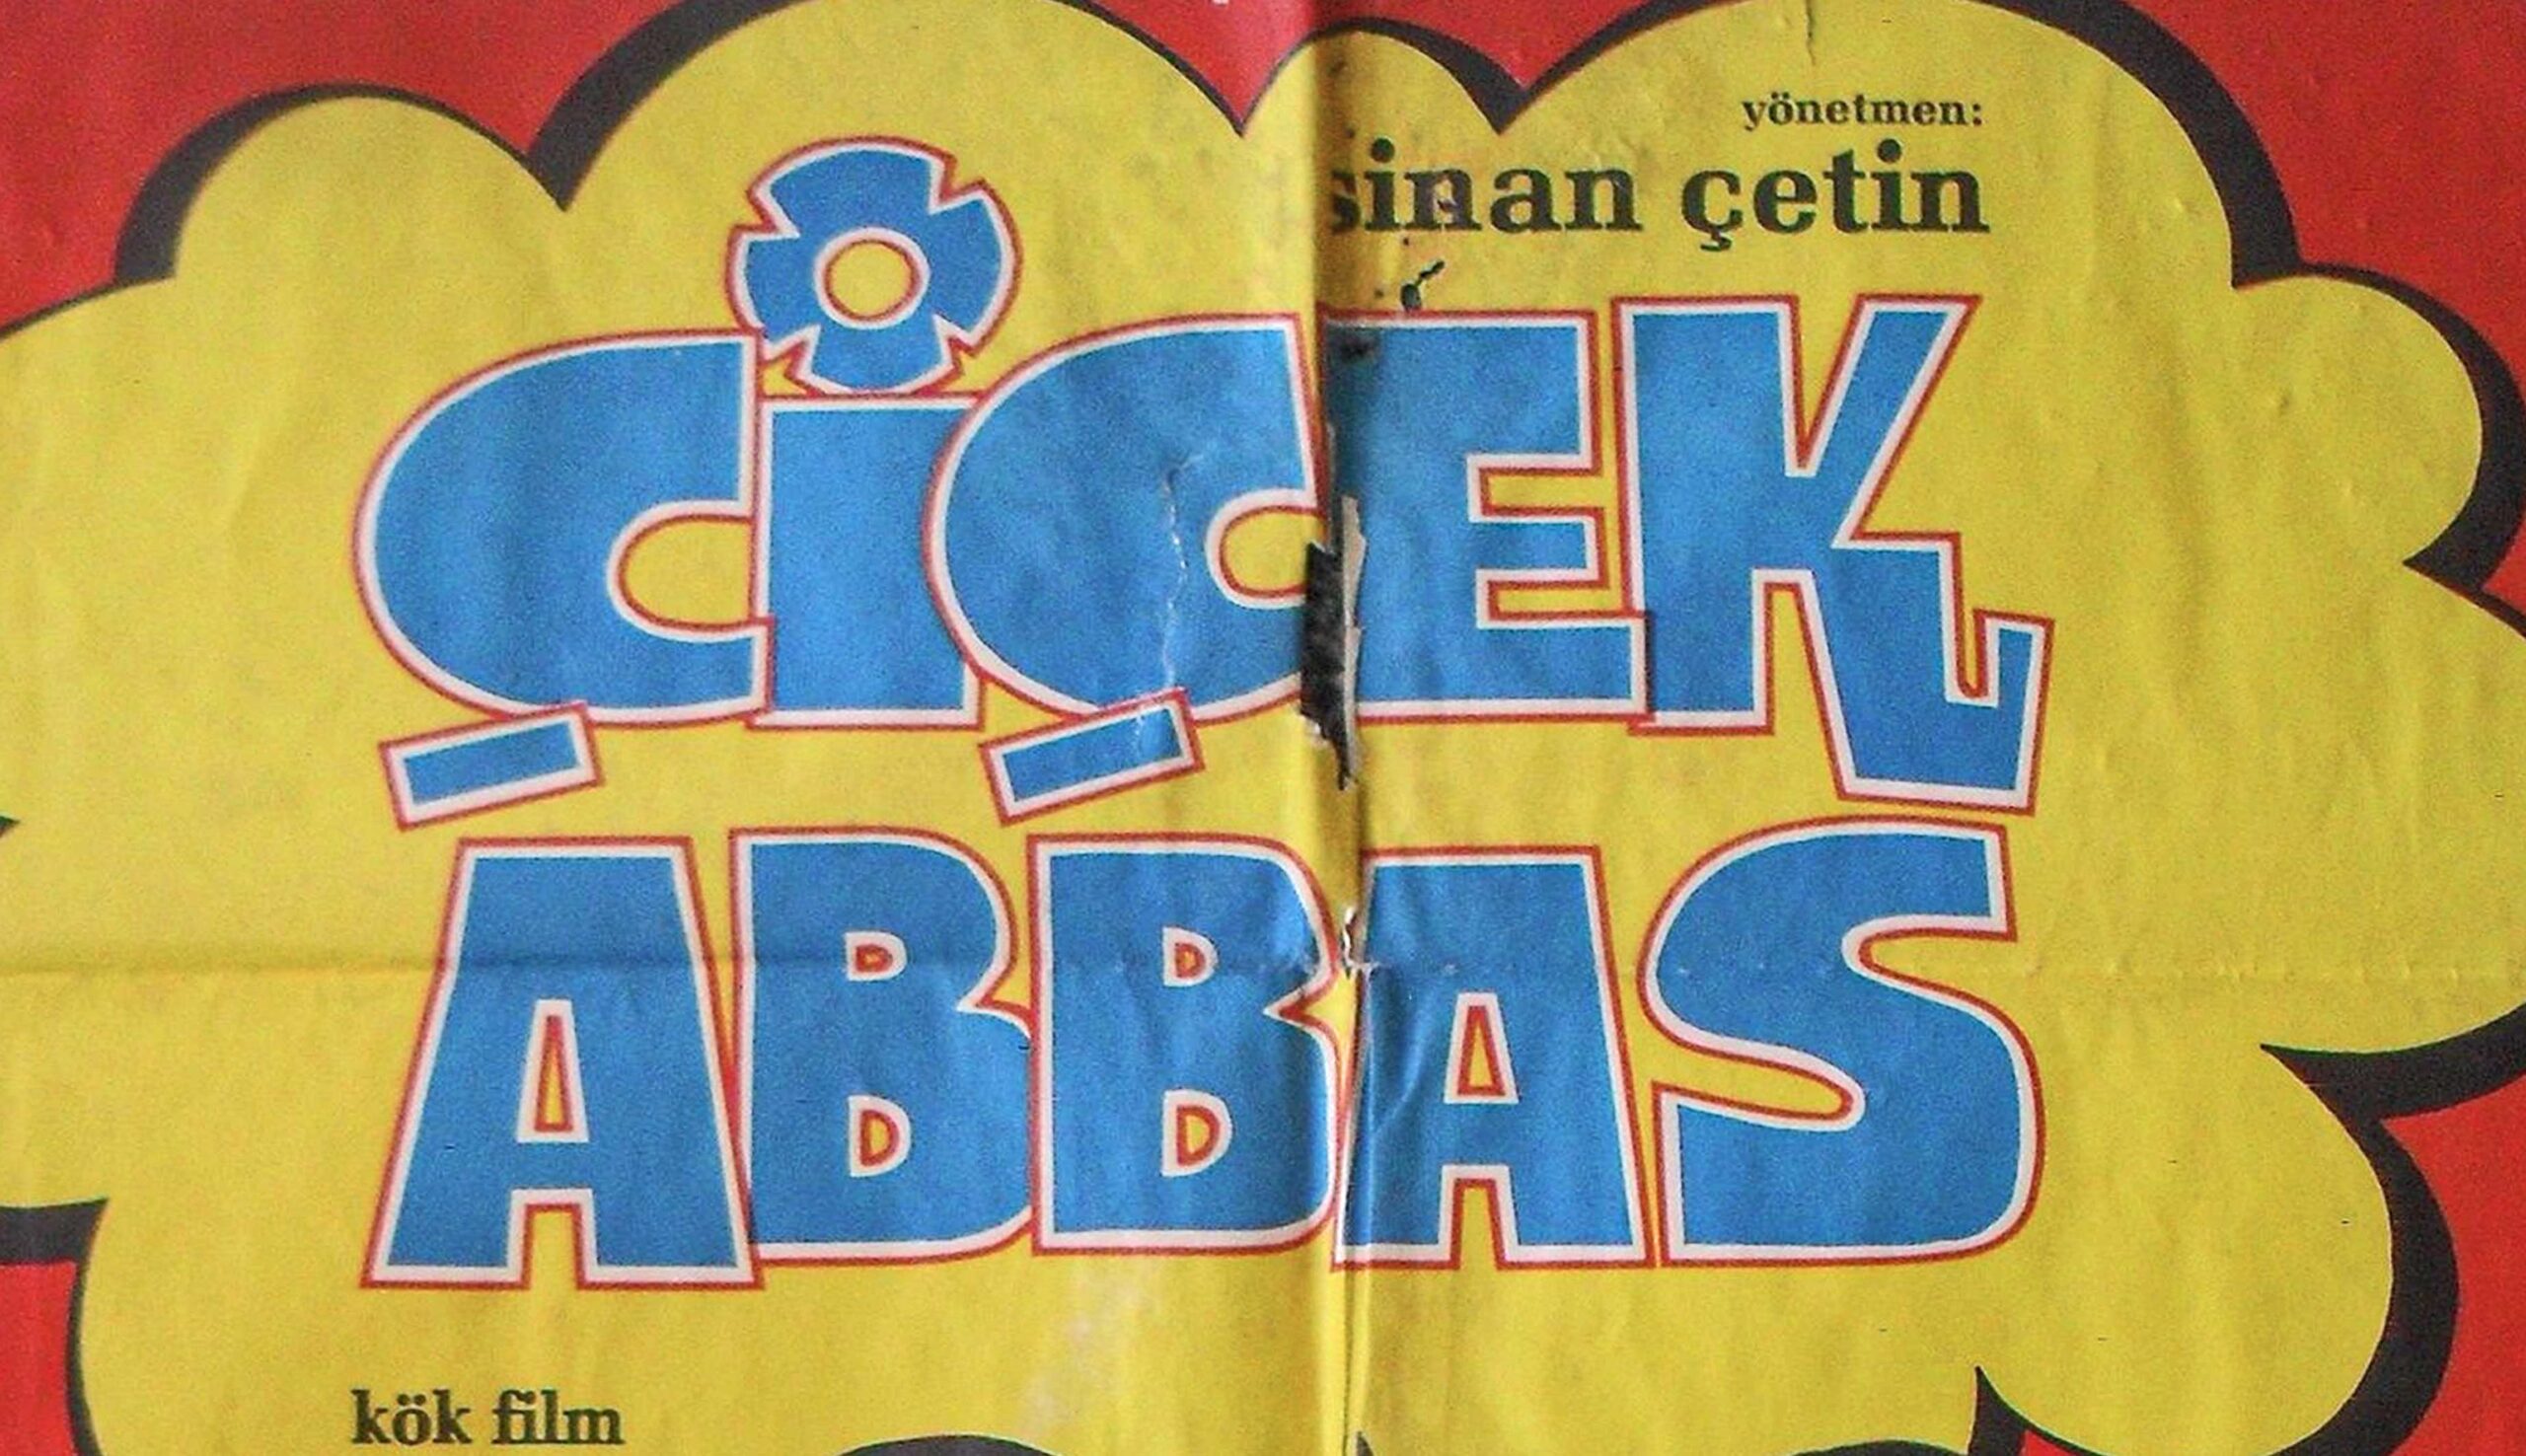 yönetmen:
sinan çetin
ÇİÇEK
ABBAS
kök film